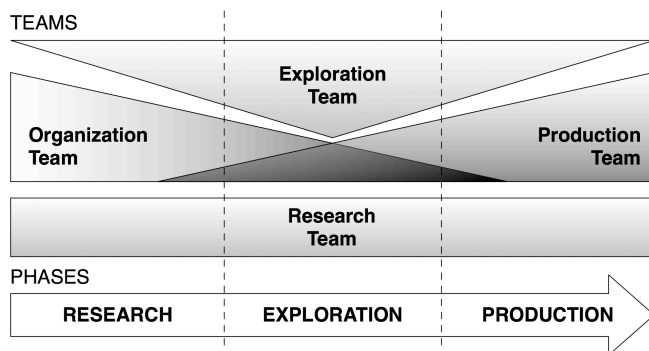 TEAMS
Exploration
Team
Organization
Team
Production
Team
Research
Team
PHASES
RESEARCH
EXPLORATION
PRODUCTION